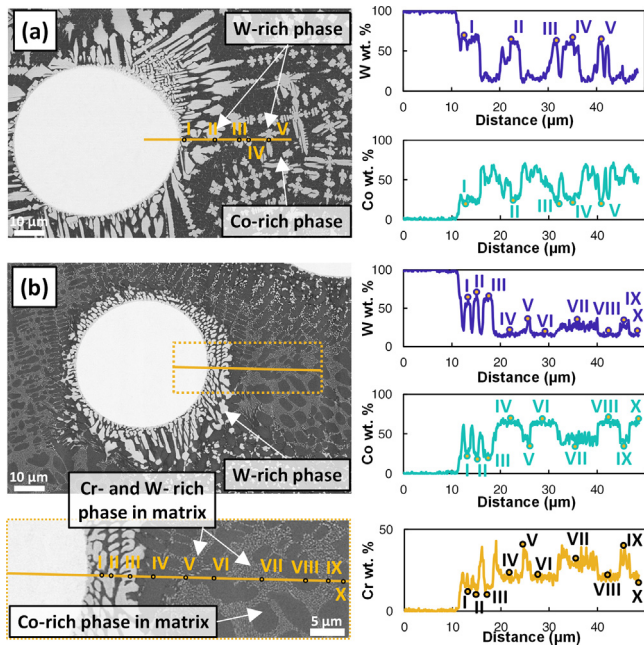 (a)
W-rich phase
I
II
III
IV
V
Co-rich phase
10 µm
W wt. %
100
50
0
I
II
III
IV
V
0
10
20
30
40
Distance (µm)
Co wt. %
100
50
0
I
II
III
IV
V
0
10
20
30
40
Distance (µm)
(b)
10 µm
W-rich phase
Cr- and W- rich
phase in matrix
I
II
III
IV
V
VI
VII
VIII
IX
X
Co-rich phase in matrix
5 µm
W wt. %
100
50
0
I
II
III
IV
V
VI
VII
VIII
IX
X
0
10
20
30
40
Distance (µm)
Co wt. %
100
50
0
I
II
III
IV
V
VI
VII
VIII
IX
X
0
10
20
30
40
Distance (µm)
Cr wt. %
50
25
0
I
II
III
IV
V
VI
VII
VIII
IX
X
0
10
20
30
40
Distance (µm)